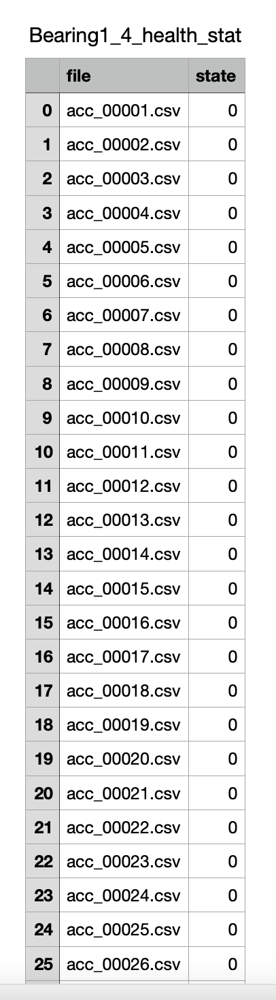 Bearing1_4_health_stat
file state
0 acc_00001.csv 0
1 acc_00002.csv 0
2 acc_00003.csv 0
3 acc_00004.csv 0
4 acc_00005.csv 0
5 acc_00006.csv 0
6 acc_00007.csv 0
7 acc_00008.csv 0
8 acc_00009.csv 0
9 acc_00010.csv 0
10 acc_00011.csv 0
11 acc_00012.csv 0
12 acc_00013.csv 0
13 acc_00014.csv 0
14 acc_00015.csv 0
15 acc_00016.csv 0
16 acc_00017.csv 0
17 acc_00018.csv 0
18 acc_00019.csv 0
19 acc_00020.csv 0
20 acc_00021.csv 0
21 acc_00022.csv 0
22 acc_00023.csv 0
23 acc_00024.csv 0
24 acc_00025.csv 0
25 acc_00026.csv 0